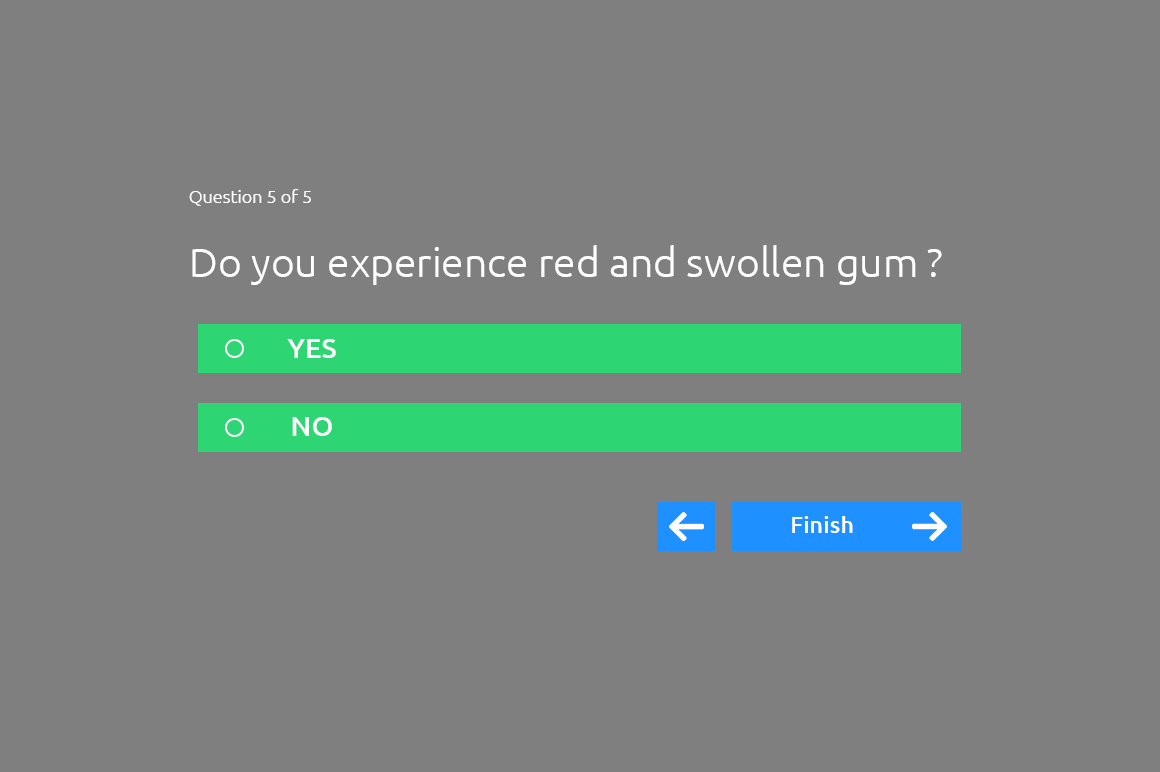 Question 5 of 5
Do you experience red and swollen gum ?
YES
NO
Finish